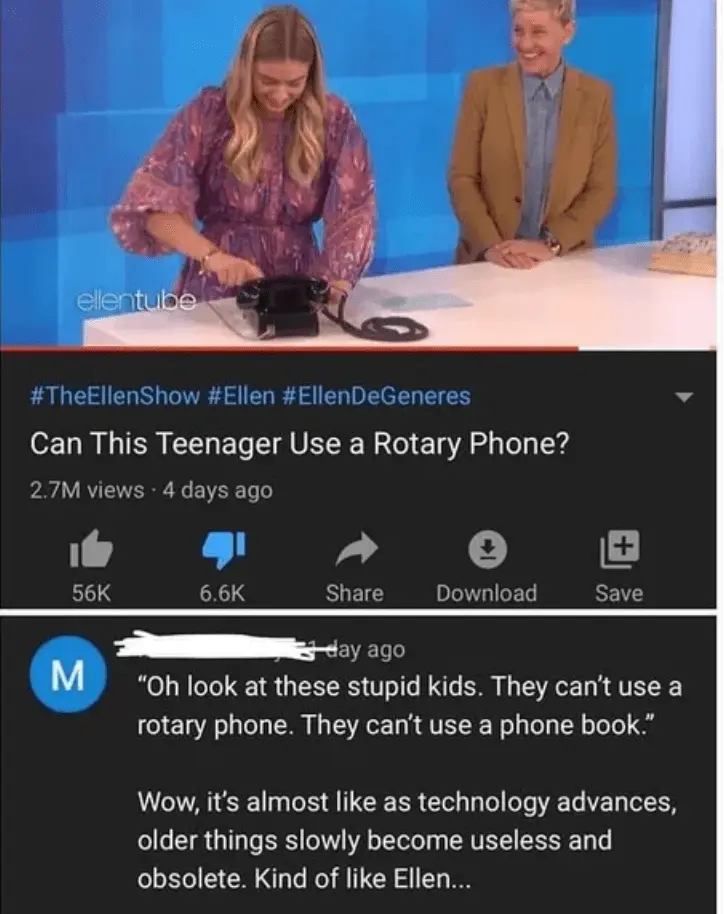 ellentube
#TheEllenShow #Ellen #EllenDeGeneres
Can This Teenager Use a Rotary Phone?
2.7M views · 4 days ago
56K 6.6K Share Download Save
M
day ago
“Oh look at these stupid kids. They can’t use a
rotary phone. They can’t use a phone book.”
Wow, it’s almost like as technology advances,
older things slowly become useless and
obsolete. Kind of like Ellen...